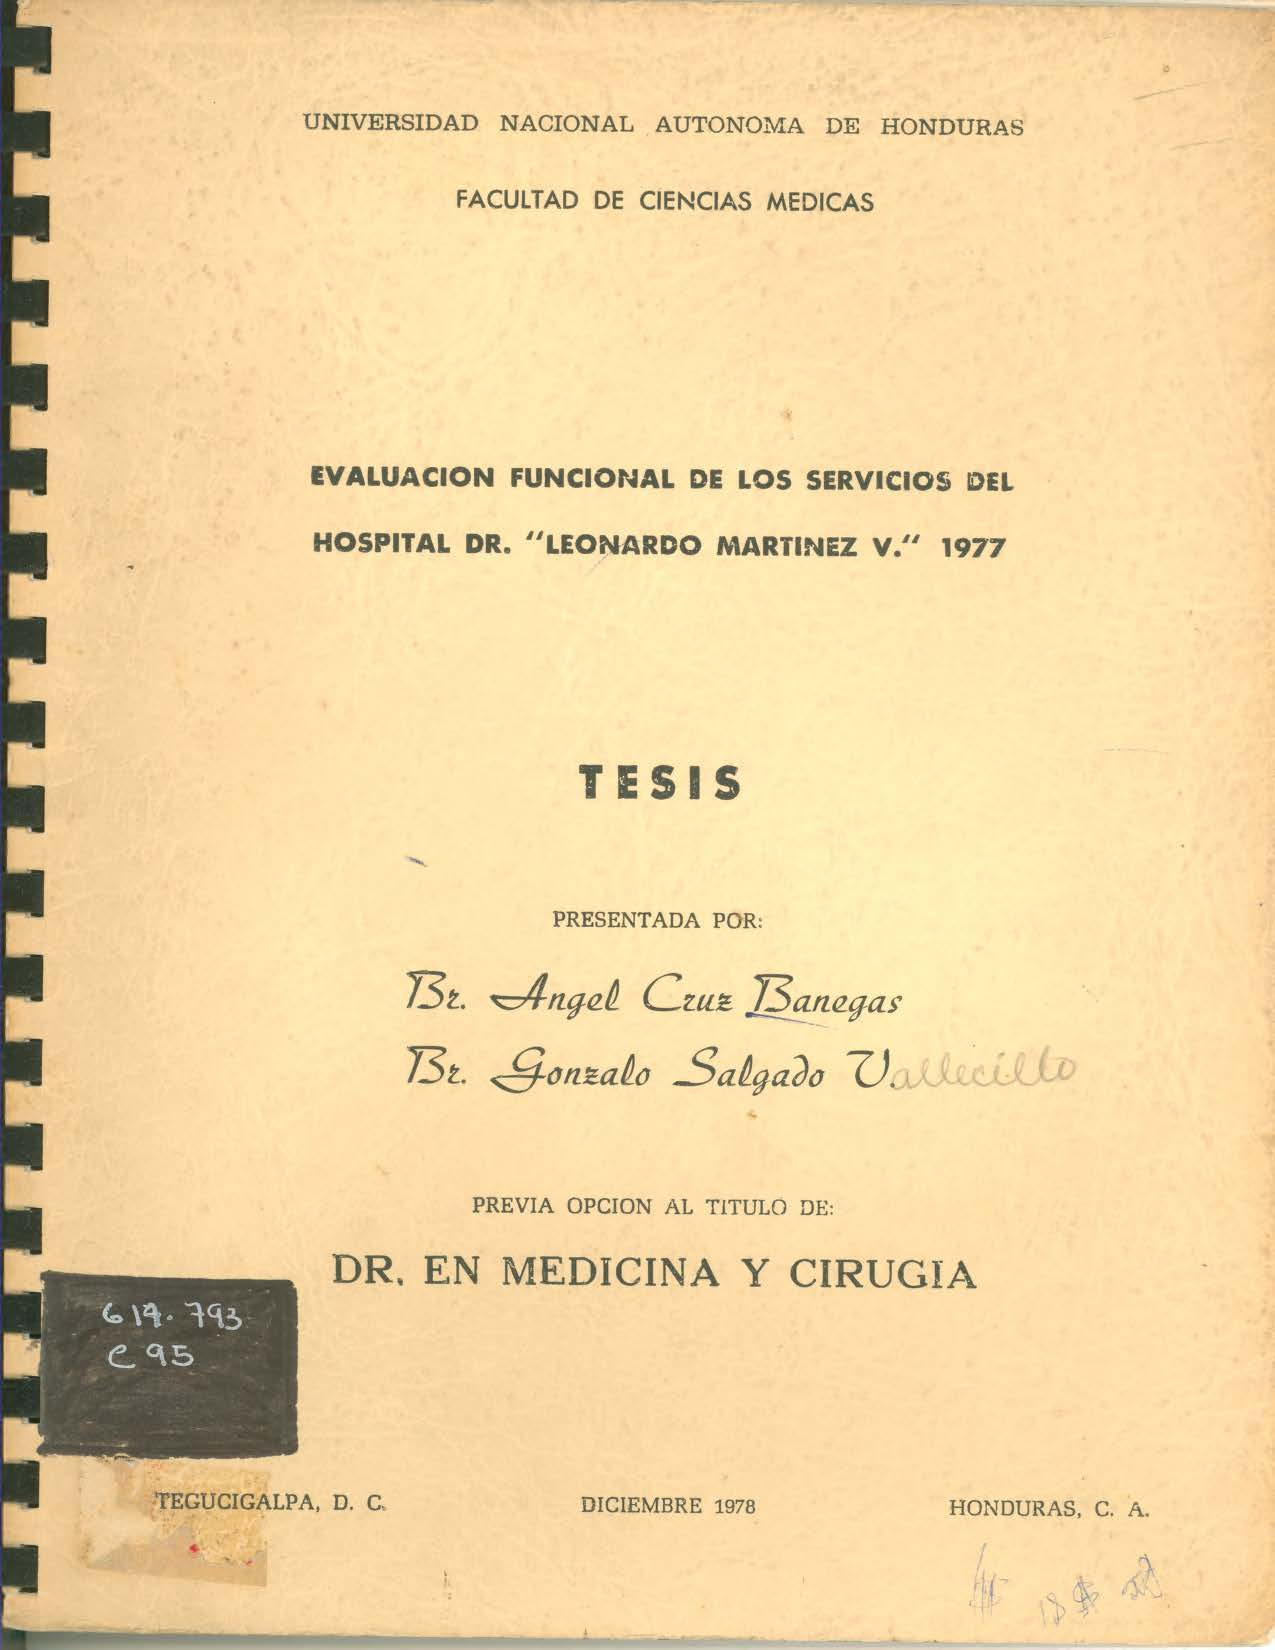 UNIVERSIDAD NACIONAL AUTONOMA DE HONDURAS
FACULTAD DE CIENCIAS MEDICAS
EVALUACION FUNCIONAL DE LOS SERVICIOS DEL
HOSPITAL DR. "LEONARDO MARTINEZ V." 1977
TESIS
PRESENTADA POR:
Br. Angel Cruz Banegas
Br. Gonzalo Salgado V.allecillo
PREVIA OPCION AL TITULO DE:
DR. EN MEDICINA Y CIRUGIA
614.793
C95
TEGUCIGALPA, D. C. DICIEMBRE 1978 HONDURAS, C. A.